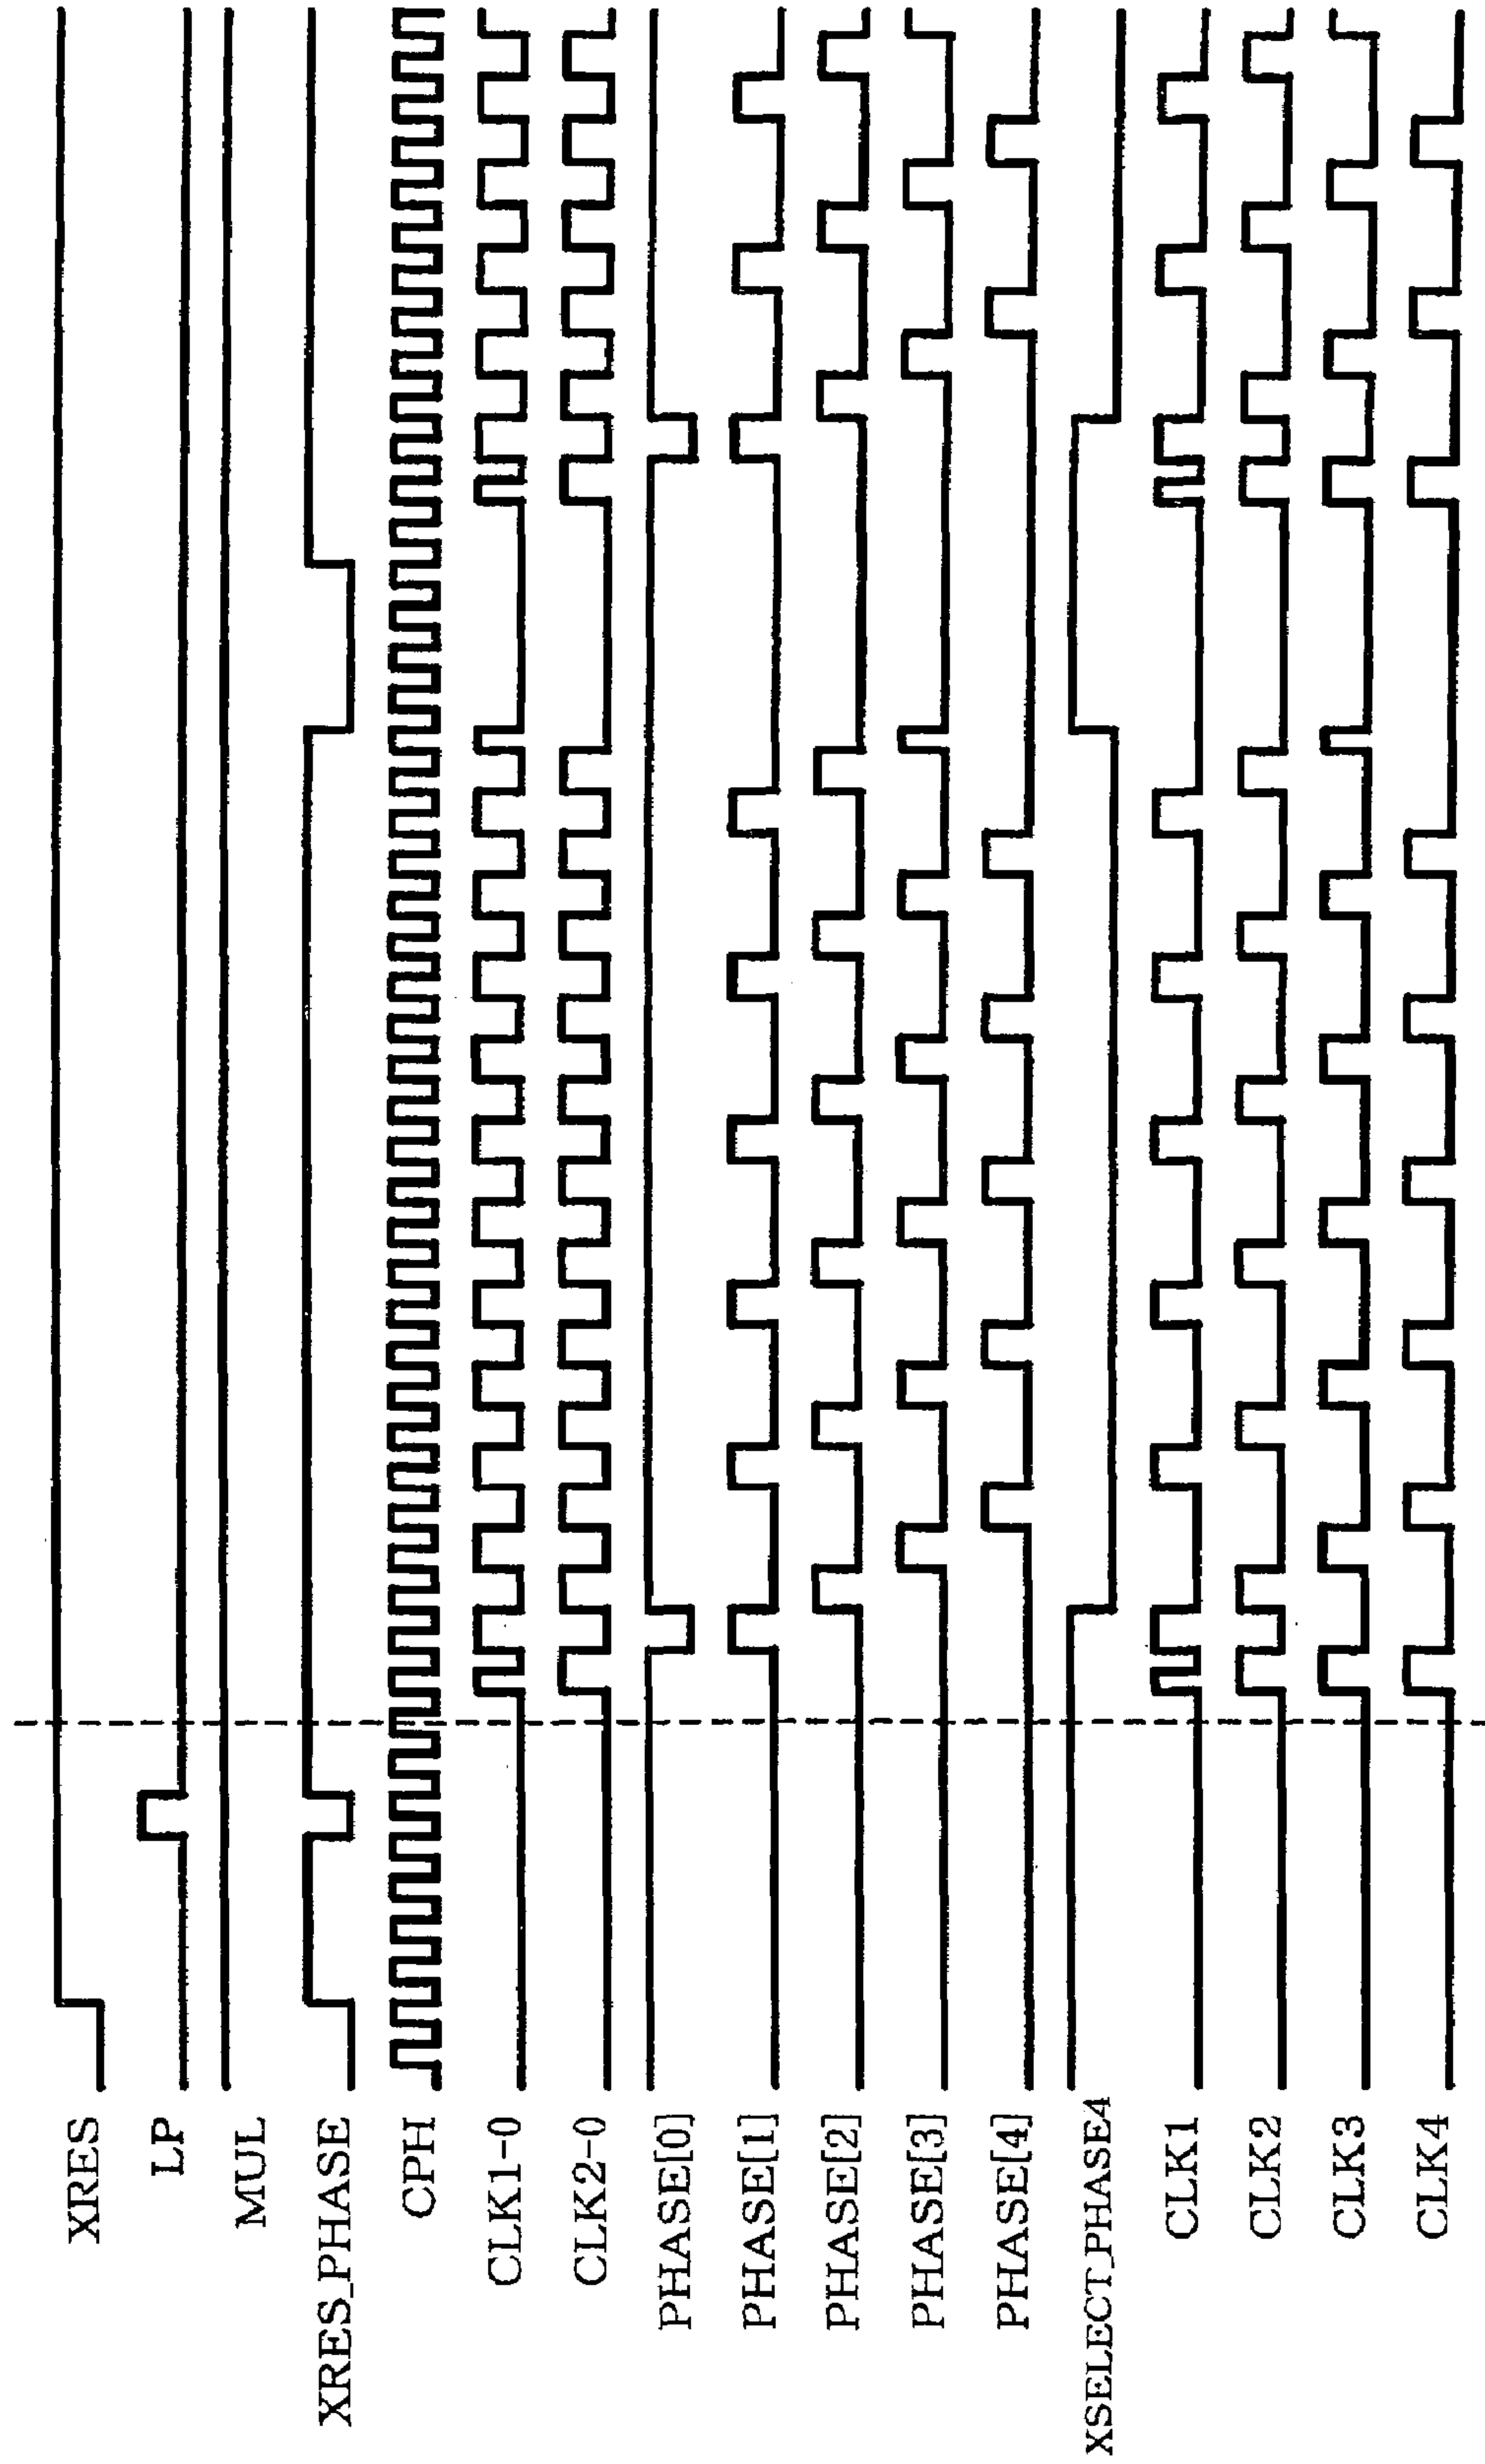 XRES
LP
MUL
XRES_PHASE
CPH
CLK1-0
CLK2-0
PHASE[0]
PHASE[1]
PHASE[2]
PHASE[3]
PHASE[4]
XSELECT_PHASE4
CLK1
CLK2
CLK3
CLK4